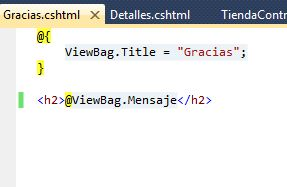 Gracias.cshtml × Detalles.cshtml TiendaContr
@{
ViewBag.Title = "Gracias";
}
<h2>@ViewBag.Mensaje</h2>